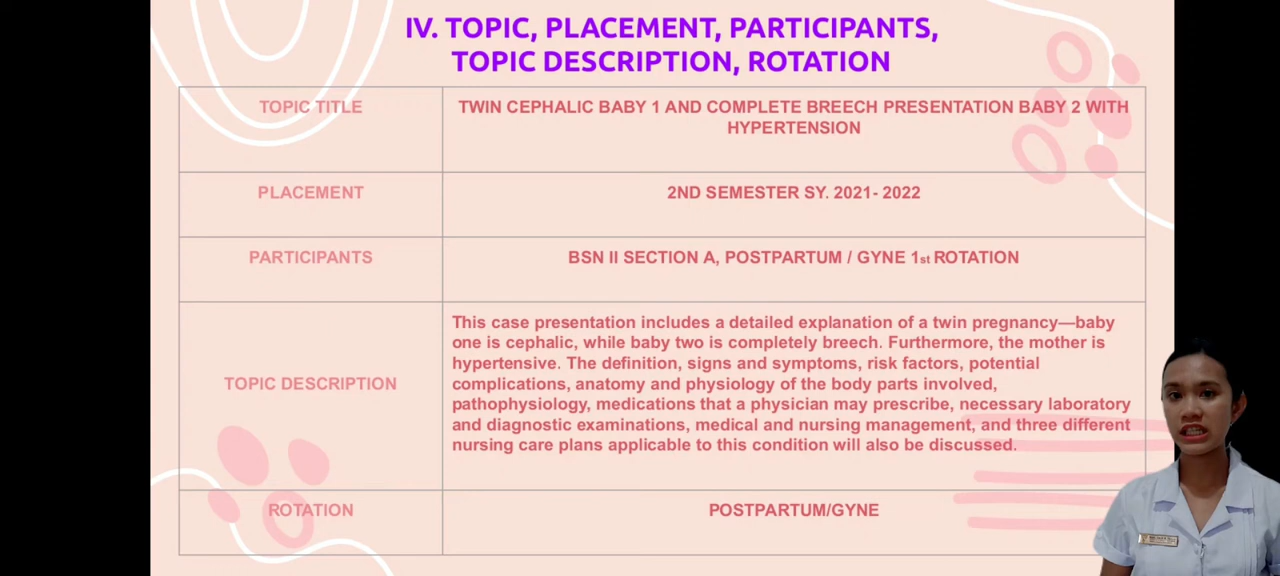 IV. TOPIC, PLACEMENT, PARTICIPANTS,
TOPIC DESCRIPTION, ROTATION
TOPIC TITLE
TWIN CEPHALIC BABY 1 AND COMPLETE BREECH PRESENTATION BABY 2 WITH
HYPERTENSION
PLACEMENT
2ND SEMESTER SY. 2021- 2022
PARTICIPANTS
BSN II SECTION A, POSTPARTUM / GYNE 1st ROTATION
TOPIC DESCRIPTION
This case presentation includes a detailed explanation of a twin pregnancy—baby
one is cephalic, while baby two is completely breech. Furthermore, the mother is
hypertensive. The definition, signs and symptoms, risk factors, potential
complications, anatomy and physiology of the body parts involved,
pathophysiology, medications that a physician may prescribe, necessary laboratory
and diagnostic examinations, medical and nursing management, and three different
nursing care plans applicable to this condition will also be discussed.
ROTATION
POSTPARTUM/GYNE